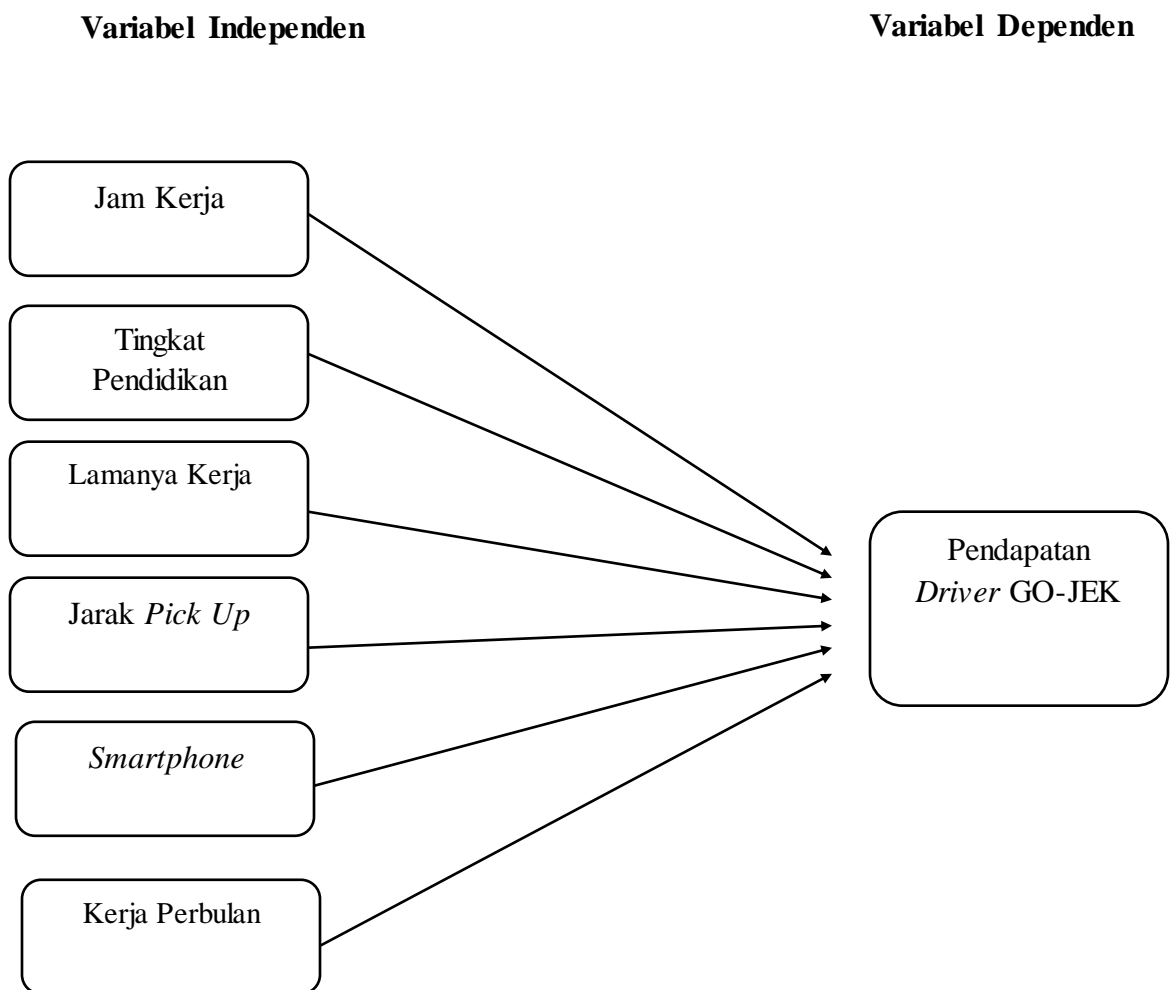 Variabel Independen
Variabel Dependen
Jam Kerja
Tingkat
Pendidikan
Lamanya Kerja
Jarak Pick Up
Smartphone
Kerja Perbulan
Pendapatan
Driver GO-JEK